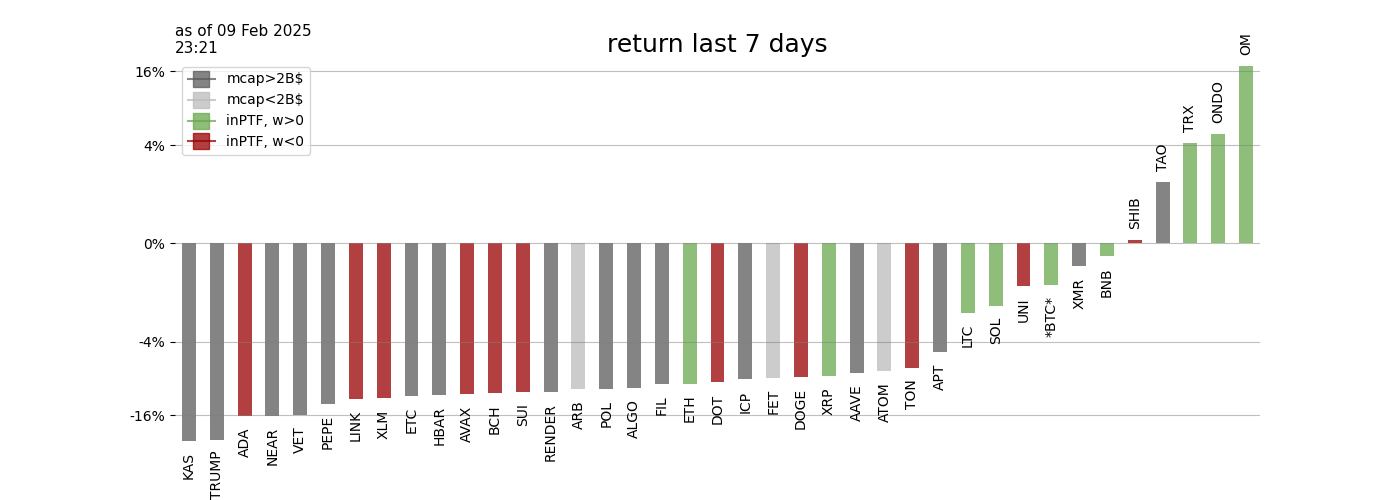 as of 09 Feb 2025
23:21
return last 7 days
mcap>2B$
mcap<2B$
inPTF, w>0
inPTF, w<0
16%
4%
0%
-4%
-16%
KAS
TRUMP
ADA
NEAR
VET
PEPE
LINK
XLM
ETC
HBAR
AVAX
BCH
SUI
RENDER
ARB
POL
ALGO
FIL
ETH
DOT
ICP
FET
DOGE
XRP
AAVE
ATOM
TON
APT
LTC
SOL
UNI
*BTC*
XMR
BNB
SHIB
TAO
TRX
ONDO
OM